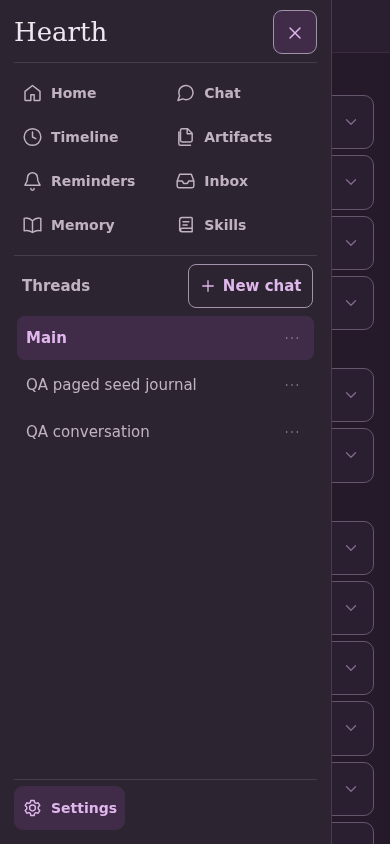 Hearth
Home
Chat
Timeline
Artifacts
Reminders
Inbox
Memory
Skills
Threads
+ New chat
Main
QA paged seed journal
QA conversation
Settings